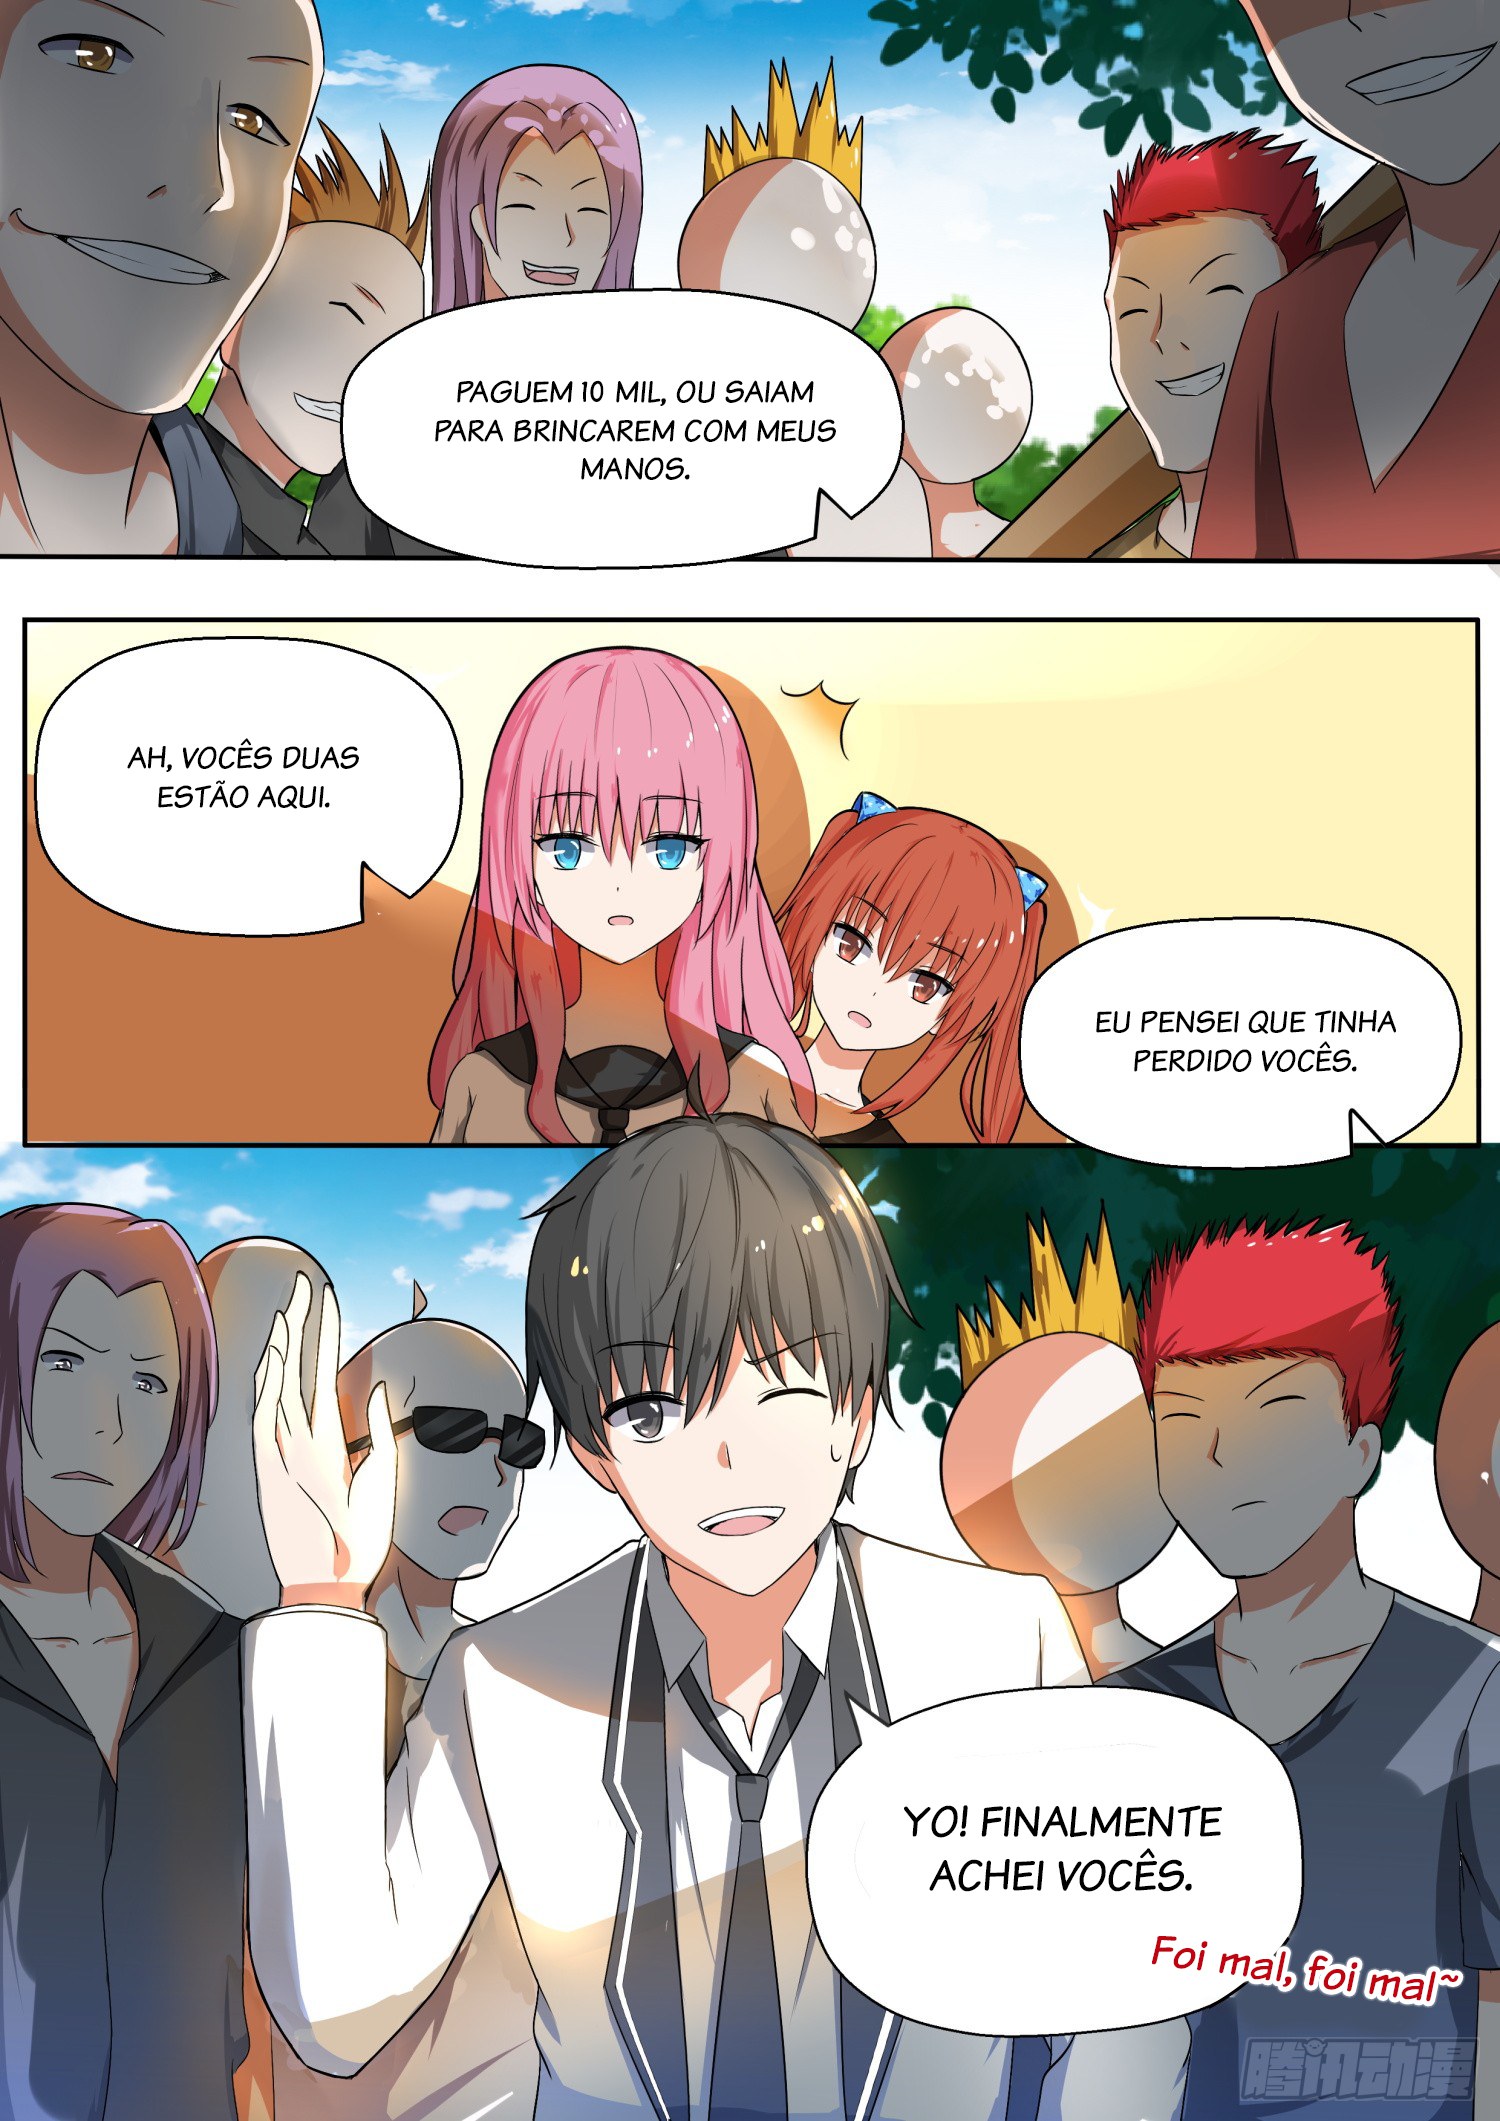 PAGUEM 10 MIL, OU SAIAM
PARA BRINCAREM COM MEUS
MANOS.
AH, VOCÊS DUAS
ESTÃO AQUI.
EU PENSEI QUE TINHA
PERDIDO VOCÊS.
YO! FINALMENTE
ACHEI VOCÊS.
Foi mal, foi mal~
腾讯动漫